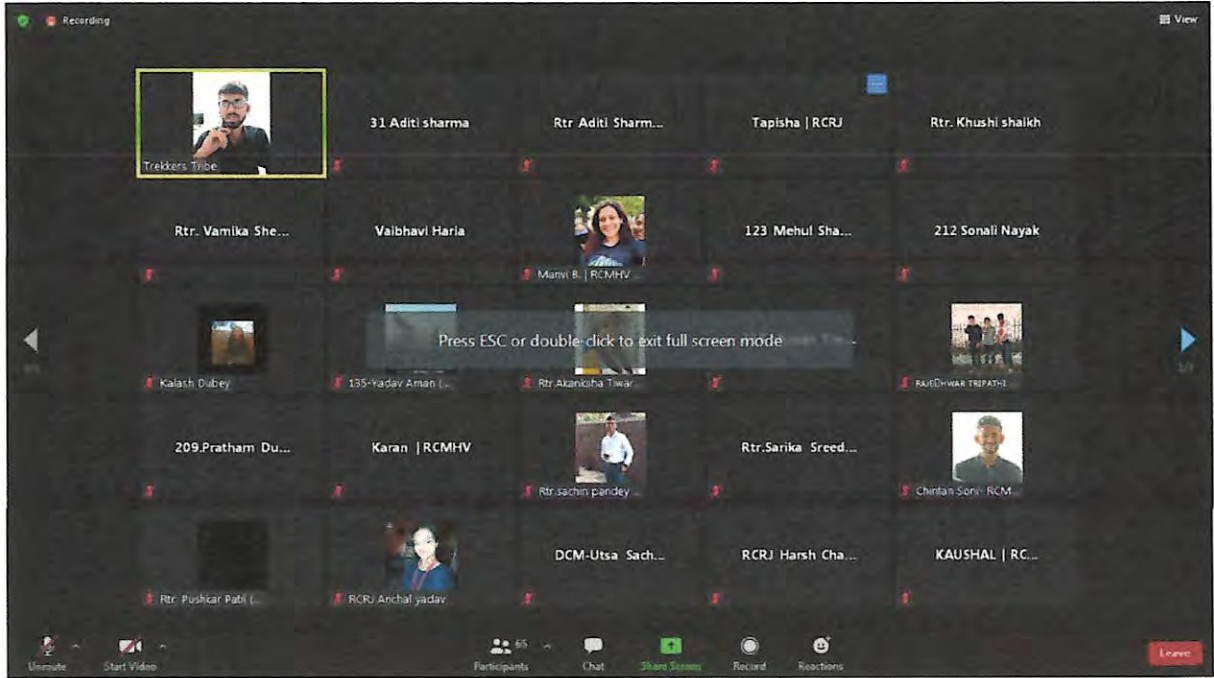 Recording
View
Trekkers Tribe
31 Aditi sharma
Rtr Aditi Sharm...
Tapisha | RCRJ
Rtr. Khushi shaikh
Rtr. Vamika She...
Vaibhavi Haria
Manvi B. | RCMHV
123 Mehul Sha...
212 Sonali Nayak
Press ESC or double-click to exit full screen mode
Kalash Dubey
135-Yadav Aman (...
Rtr.Akanksha Tiwar...
RAJESHWAR TRIPATHI
209.Pratham Du...
Karan | RCMHV
Rtr.sachin pandey ...
Rtr.Sarika Sreed...
Chintan Soni- RCM...
Rtr. Pushkar Patil (...
RCRJ Anchal yadav
DCM-Utsa Sach...
RCRJ Harsh Cha...
KAUSHAL | RC...
Unmute
Start Video
65
Participants
Chat
Share Screen
Record
Reactions
Leave